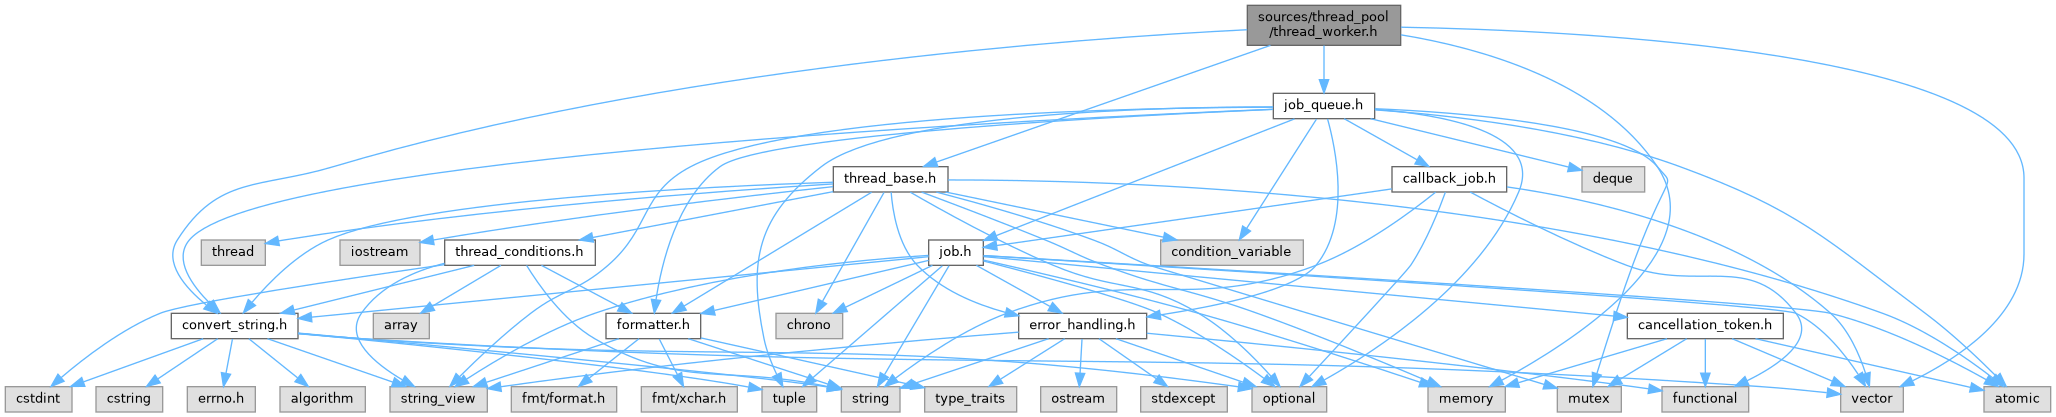 sources/thread_pool
/thread_worker.h
job_queue.h
thread_base.h
callback_job.h
deque
thread
iostream
thread_conditions.h
job.h
condition_variable
convert_string.h
array
formatter.h
chrono
error_handling.h
cancellation_token.h
cstdint
cstring
errno.h
algorithm
string_view
fmt/format.h
fmt/xchar.h
tuple
string
type_traits
ostream
stdexcept
optional
memory
mutex
functional
vector
atomic